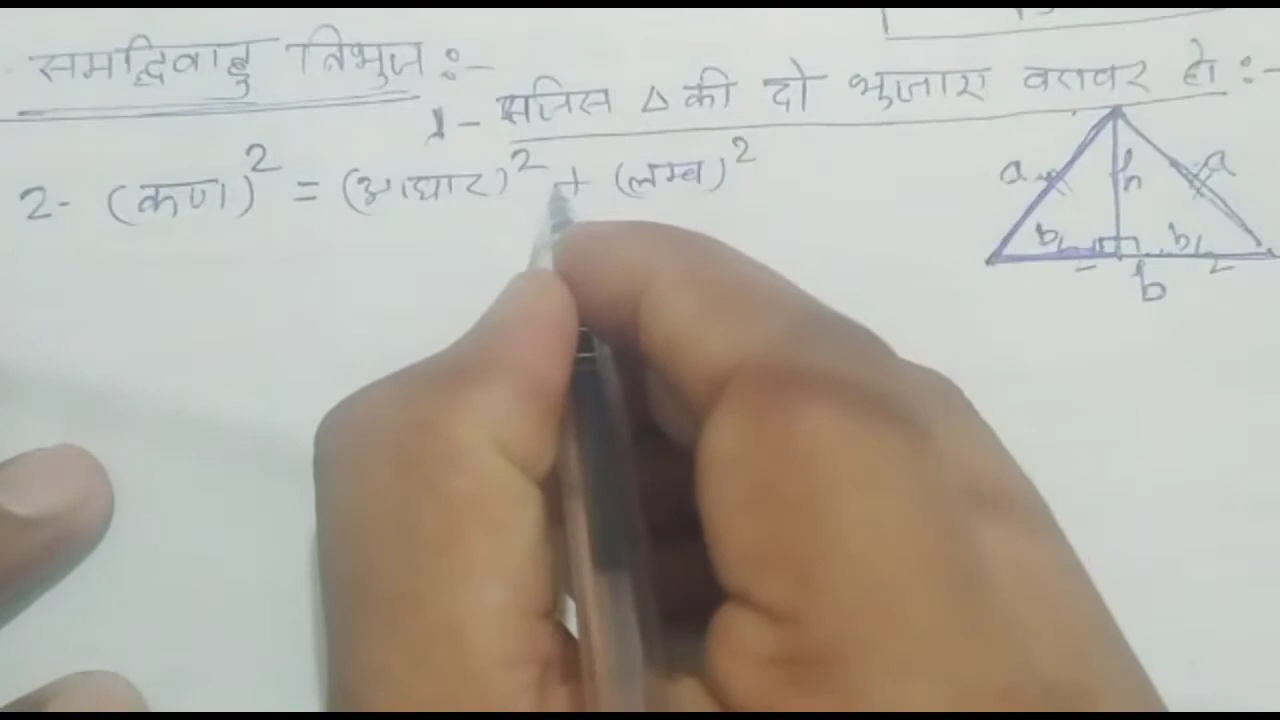 समद्विबाहु त्रिभुज :-
1- जिस △ की दो भुजाए बराबर हो :-
2- (कर्ण)² = (आधार)² + (लम्ब)²
a h a
b/2 b/2
b